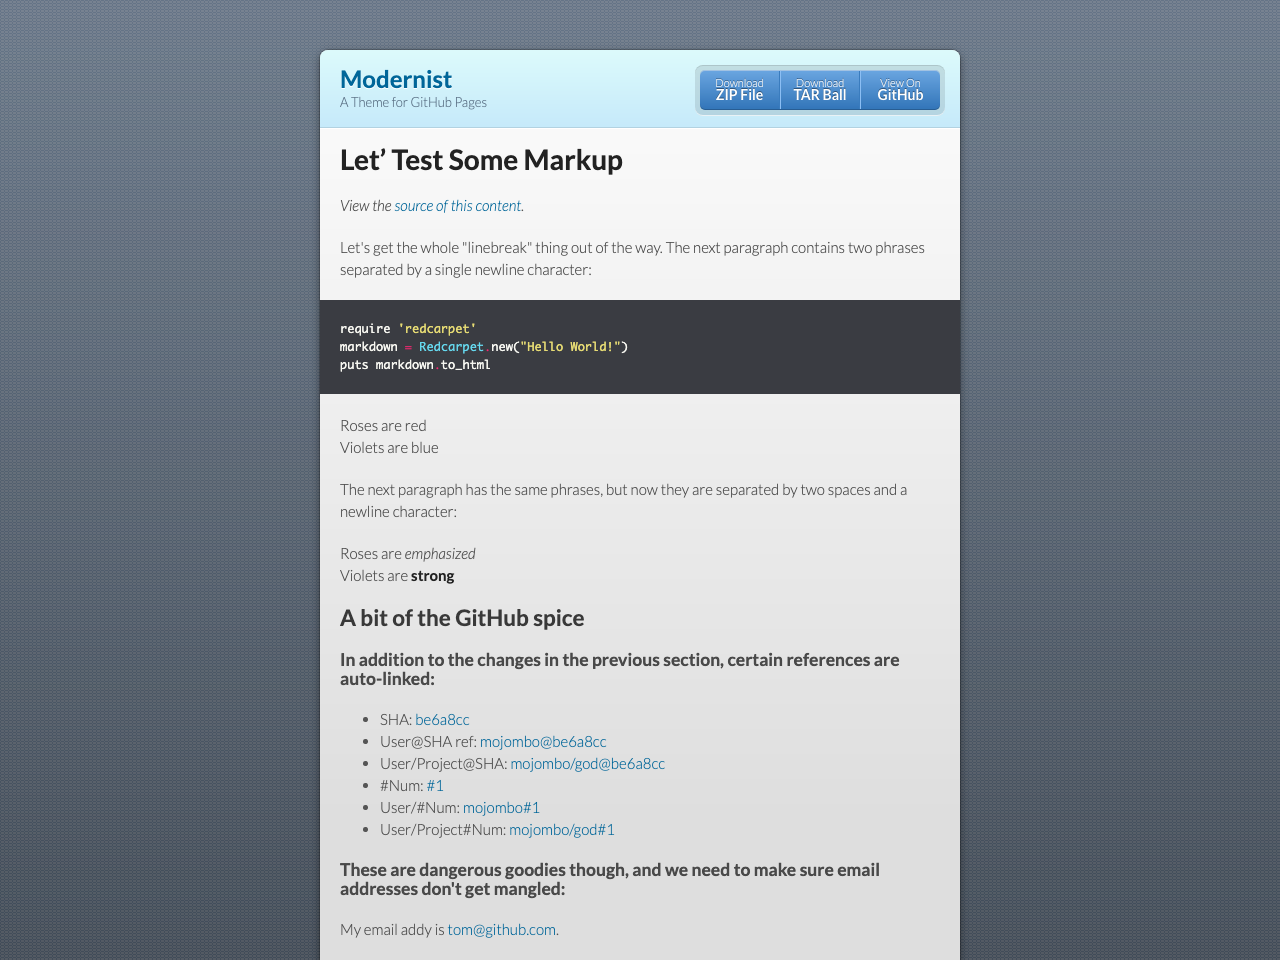 Modernist
A Theme for GitHub Pages
Download
ZIP File
Download
TAR Ball
View On
GitHub
Let’ Test Some Markup
View the source of this content.
Let's get the whole "linebreak" thing out of the way. The next paragraph contains two phrases
separated by a single newline character:
require 'redcarpet'
markdown = Redcarpet.new("Hello World!")
puts markdown.to_html
Roses are red
Violets are blue
The next paragraph has the same phrases, but now they are separated by two spaces and a
newline character:
Roses are emphasized
Violets are strong
A bit of the GitHub spice
In addition to the changes in the previous section, certain references are
auto-linked:
• SHA: be6a8cc
• User@SHA ref: mojombo@be6a8cc
• User/Project@SHA: mojombo/god@be6a8cc
• #Num: #1
• User/#Num: mojombo#1
• User/Project#Num: mojombo/god#1
These are dangerous goodies though, and we need to make sure email
addresses don't get mangled:
My email addy is tom@github.com.